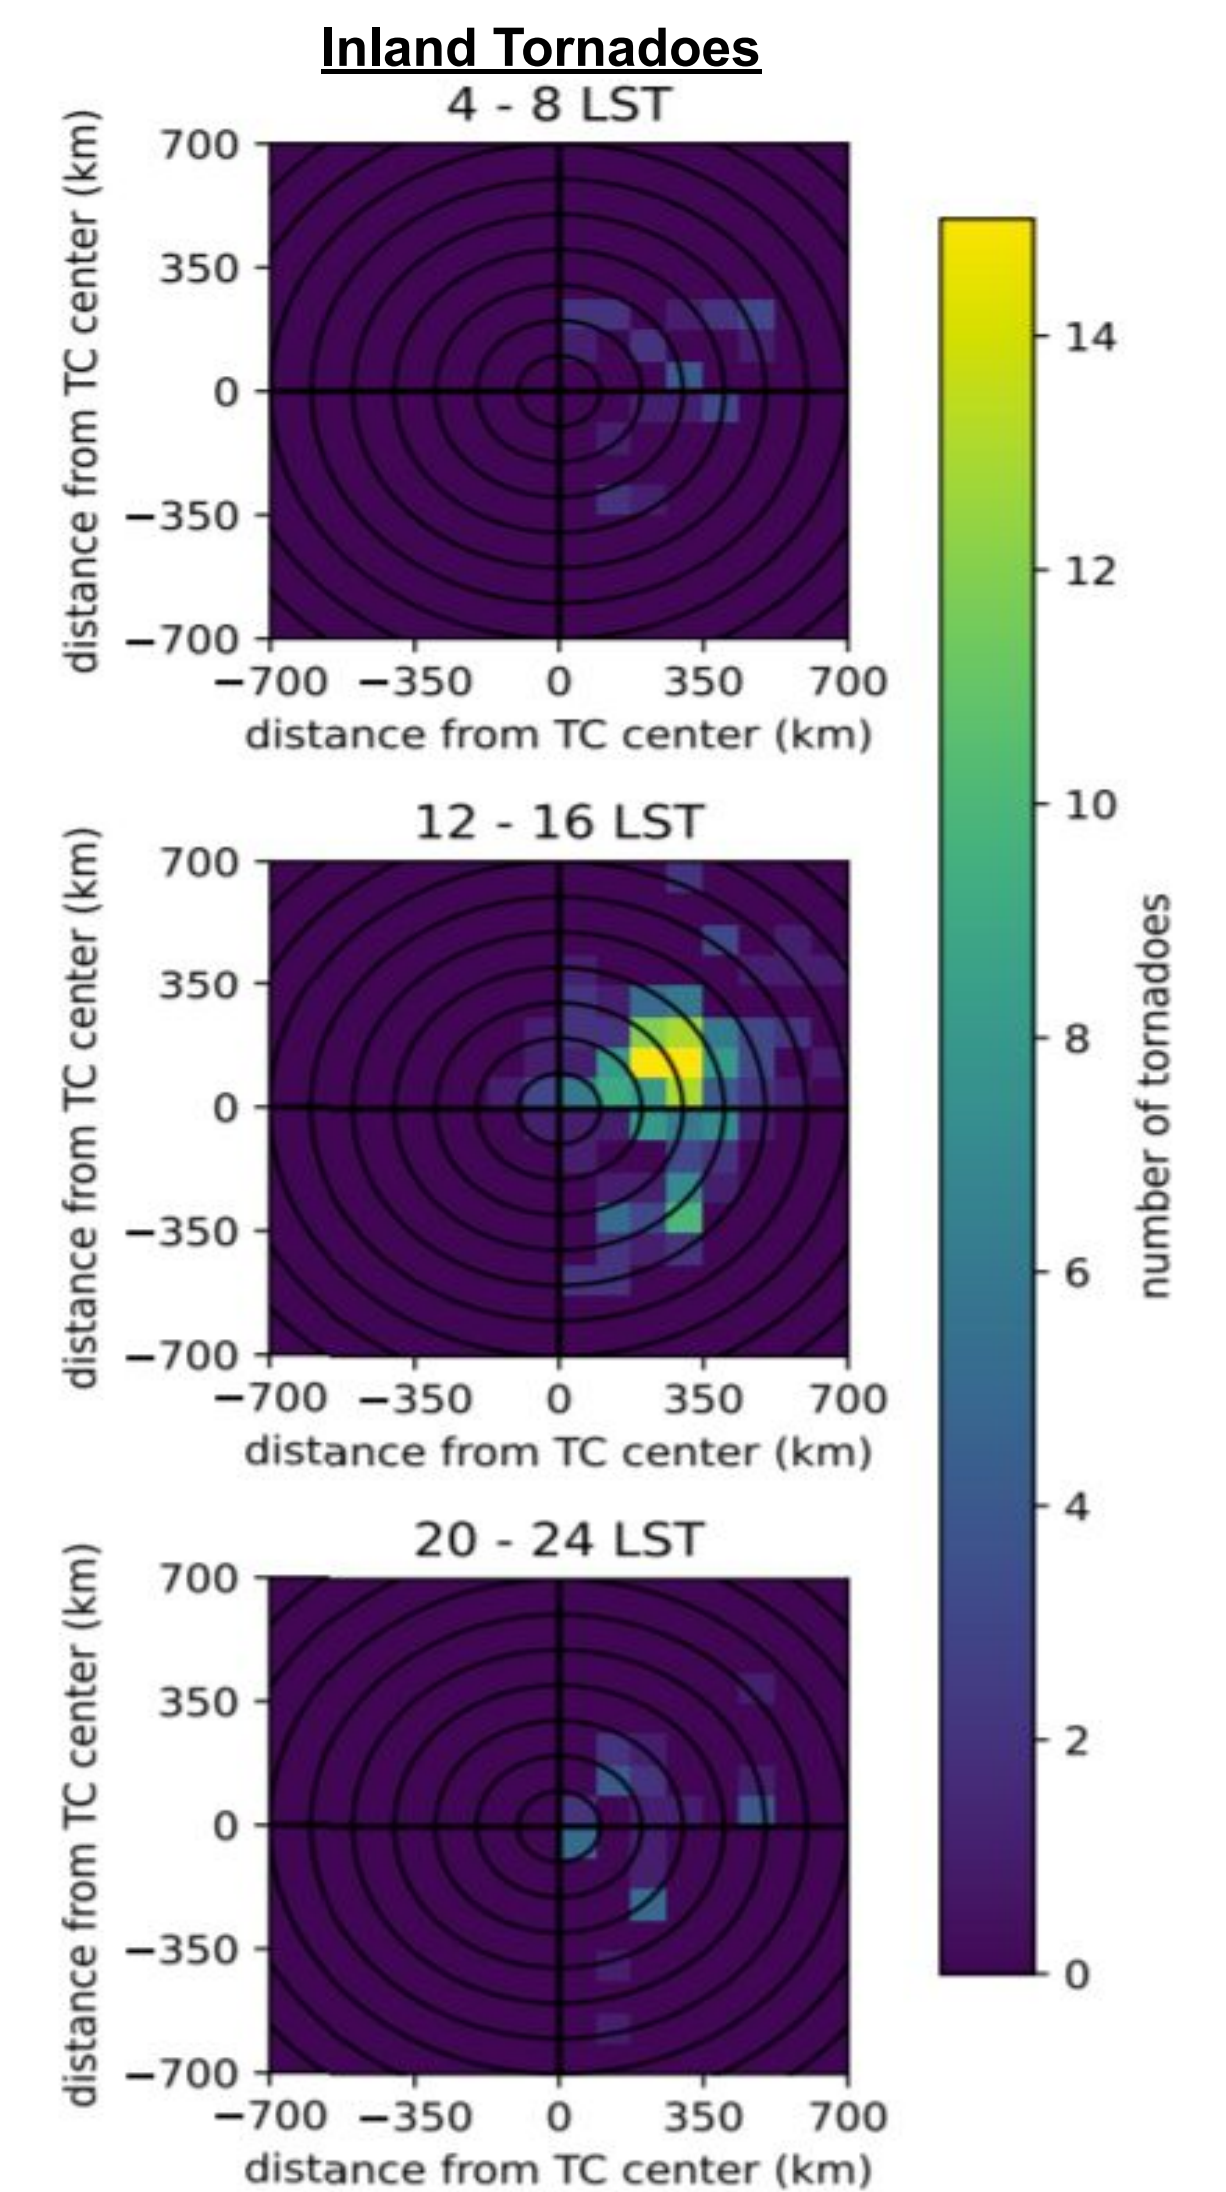 Inland Tornadoes
4 - 8 LST
distance from TC center (km)
700
350
0
−350
−700
−700 −350 0 350 700
distance from TC center (km)
12 - 16 LST
distance from TC center (km)
700
350
0
−350
−700
−700 −350 0 350 700
distance from TC center (km)
20 - 24 LST
distance from TC center (km)
700
350
0
−350
−700
−700 −350 0 350 700
distance from TC center (km)
14
12
10
8
6
4
2
0
number of tornadoes